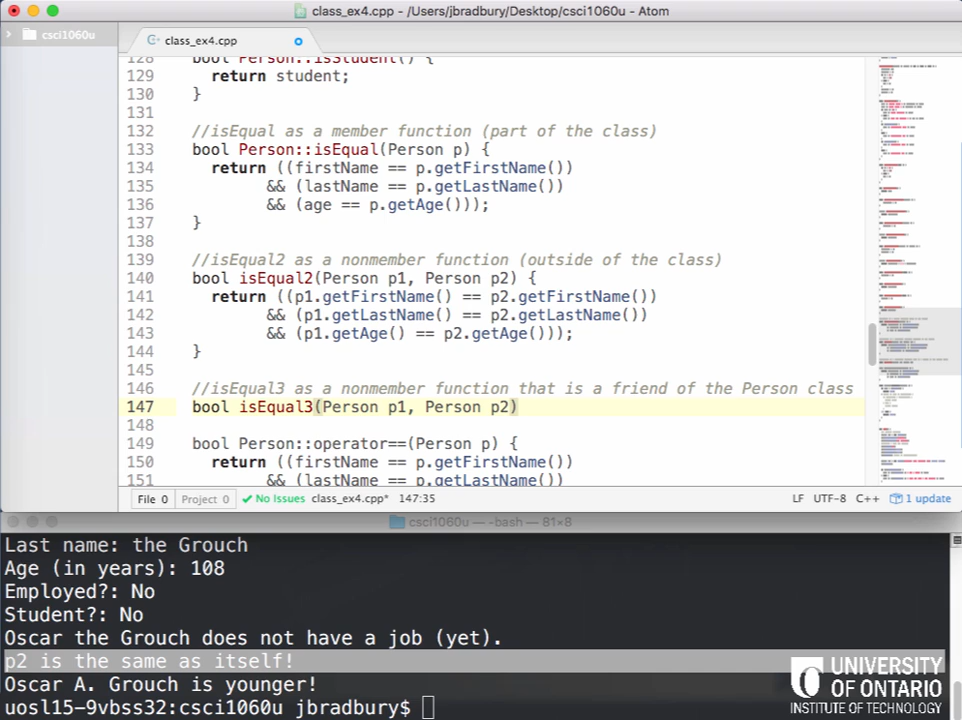 class_ex4.cpp - /Users/jbradbury/Desktop/csci1060u - Atom
csci1060u
class_ex4.cpp
128 bool Person::isStudent() {
129 return student;
130 }
131
132 //isEqual as a member function (part of the class)
133 bool Person::isEqual(Person p) {
134 return ((firstName == p.getFirstName())
135 && (lastName == p.getLastName())
136 && (age == p.getAge()));
137 }
138
139 //isEqual2 as a nonmember function (outside of the class)
140 bool isEqual2(Person p1, Person p2) {
141 return ((p1.getFirstName() == p2.getFirstName())
142 && (p1.getLastName() == p2.getLastName())
143 && (p1.getAge() == p2.getAge()));
144 }
145
146 //isEqual3 as a nonmember function that is a friend of the Person class
147 bool isEqual3(Person p1, Person p2)
148
149 bool Person::operator==(Person p) {
150 return ((firstName == p.getFirstName())
151 && (lastName == p.getLastName())
File 0 Project 0 No Issues class_ex4.cpp* 147:35 LF UTF-8 C++ 1 update
csci1060u — -bash — 81×8
Last name: the Grouch
Age (in years): 108
Employed?: No
Student?: No
Oscar the Grouch does not have a job (yet).
p2 is the same as itself!
Oscar A. Grouch is younger!
uosl15-9vbss32:csci1060u jbradbury$
UNIVERSITY
OF ONTARIO
INSTITUTE OF TECHNOLOGY